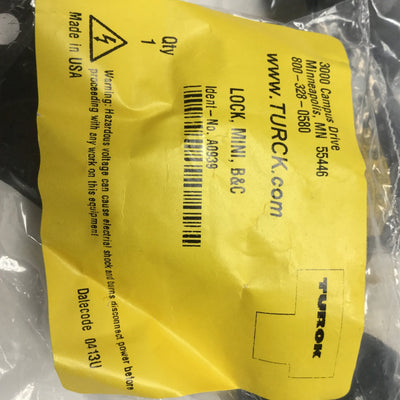 TURCK
3000 Campus Drive
Minneapolis, MN 55446
800-328-0580
www.TURCK.com
LOCK, MINI, B&C
Ident-No. A0939
Qty
1
Warning: Hazardous voltage can cause electrical shock and burns disconnect power before
proceeding with any work on this equipment.
Made in USA
Datecode 0413U